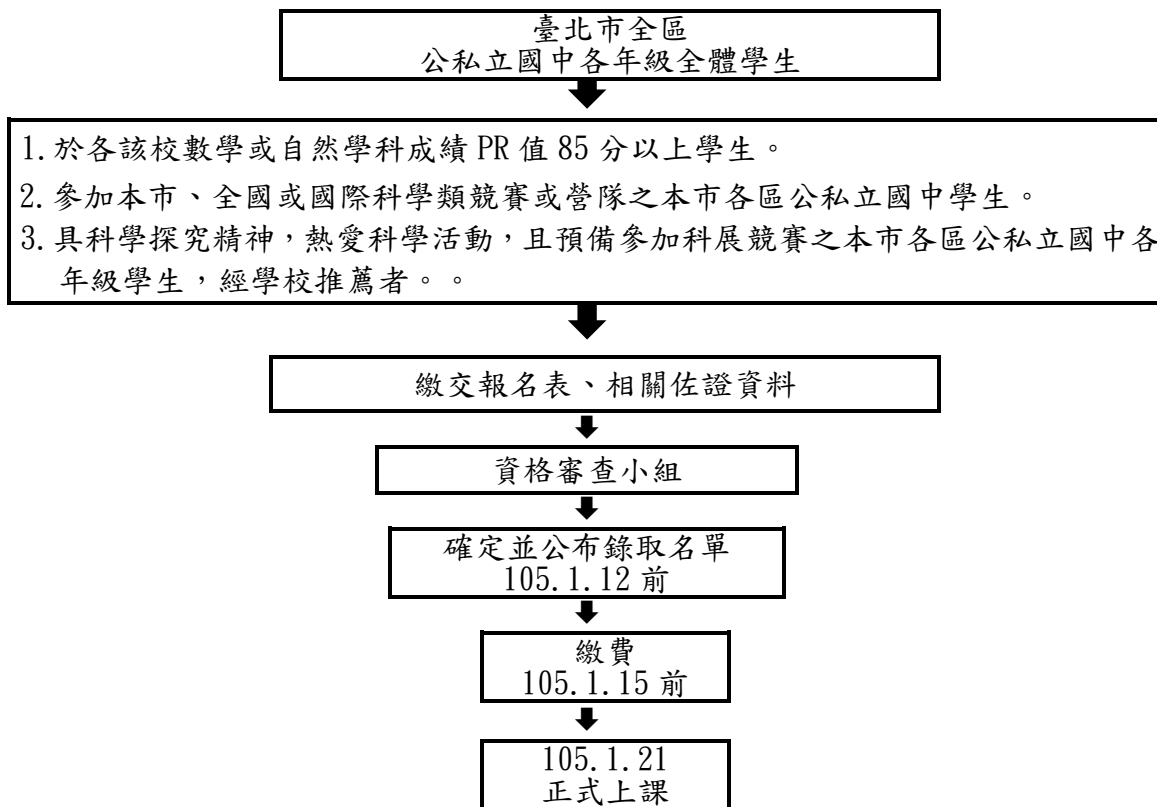 臺北市全區
公私立國中各年級全體學生
1. 於各該校數學或自然學科成績 PR 值 85 分以上學生。
2. 參加本市、全國或國際科學類競賽或營隊之本市各區公私立國中學生。
3. 具科學探究精神，熱愛科學活動，且預備參加科展競賽之本市各區公私立國中各
年級學生，經學校推薦者。。
繳交報名表、相關佐證資料
資格審查小組
確定並公布錄取名單
105.1.12 前
繳費
105.1.15 前
105.1.21
正式上課